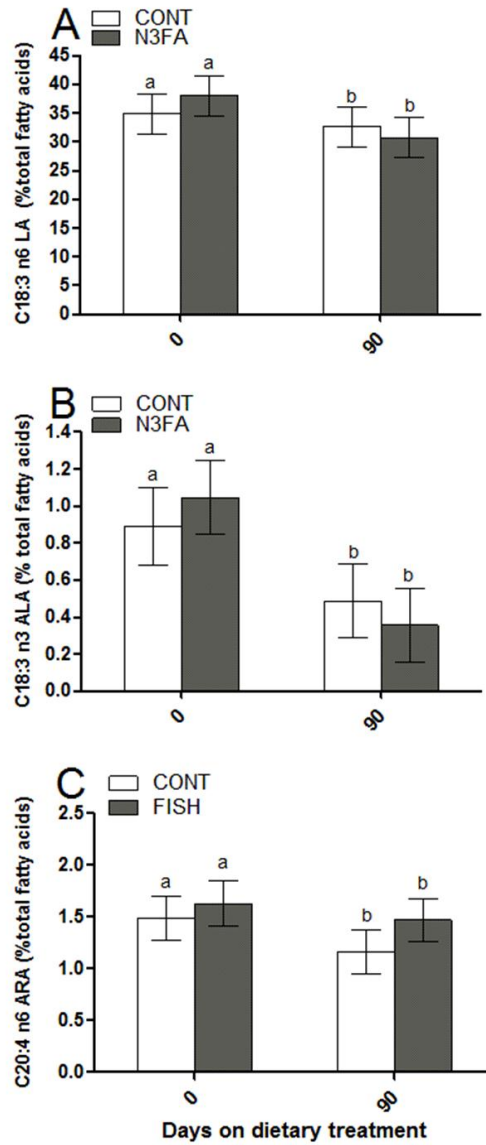 A
CONT
N3FA
C18:3 n6 LA (%total fatty acids)
45
40
35
30
25
20
15
10
5
0
a
a
b
b
0
90
B
CONT
N3FA
C18:3 n3 ALA (% total fatty acids)
1.4
1.2
1.0
0.8
0.6
0.4
0.2
0.0
a
a
b
b
0
90
C
CONT
FISH
C20:4 n6 ARA (%total fatty acids)
2.5
2.0
1.5
1.0
0.5
0.0
a
a
b
b
0
90
Days on dietary treatment